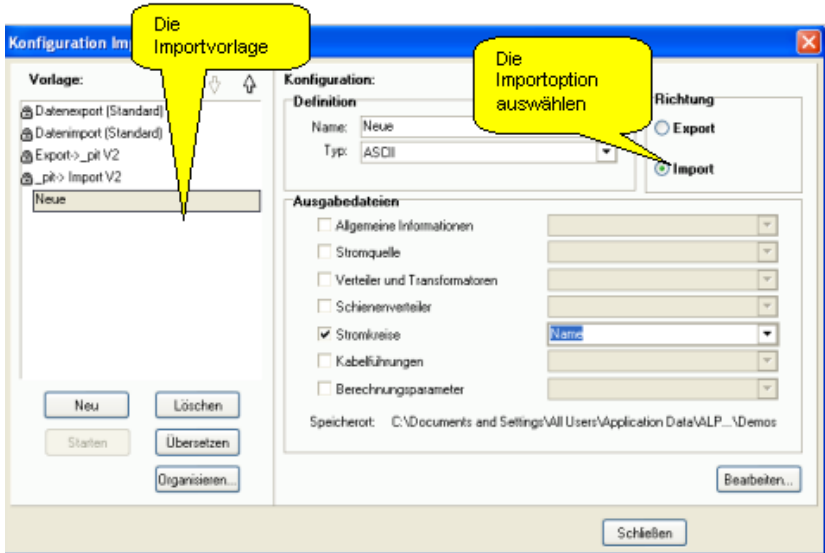 Die
Importvorlage
Konfiguration Im
Die
Importoption
auswählen
Vorlage:
Datenexport (Standard)
Datenimport (Standard)
Export->_pit V2
_pit-> Import V2
Neue
Neu
Löschen
Starten
Übersetzen
Organisieren...
Konfiguration:
Definition
Name: Neue
Typ: ASCII
Richtung
Export
Import
Ausgabedateien
Allgemeine Informationen
Stromquelle
Verteiler und Transformatoren
Schienenverteiler
Stromkreise Name
Kabelführungen
Berechnungsparameter
Speicherort: C:\Documents and Settings\All Users\Application Data\ALP...\Demos
Bearbeiten...
Schließen